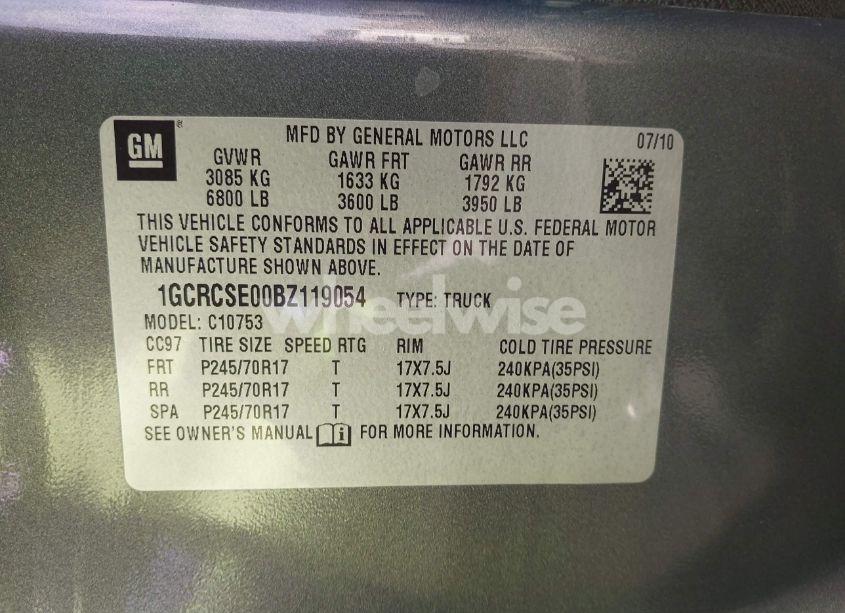 GM
MFD BY GENERAL MOTORS LLC 07/10
GVWR GAWR FRT GAWR RR
3085 KG 1633 KG 1792 KG
6800 LB 3600 LB 3950 LB
THIS VEHICLE CONFORMS TO ALL APPLICABLE U.S. FEDERAL MOTOR
VEHICLE SAFETY STANDARDS IN EFFECT ON THE DATE OF
MANUFACTURE SHOWN ABOVE.
1GCRCSE00BZ119054 TYPE: TRUCK
wheelwise
MODEL: C10753
CC97 TIRE SIZE SPEED RTG RIM COLD TIRE PRESSURE
FRT P245/70R17 T 17X7.5J 240KPA(35PSI)
RR P245/70R17 T 17X7.5J 240KPA(35PSI)
SPA P245/70R17 T 17X7.5J 240KPA(35PSI)
SEE OWNER'S MANUAL FOR MORE INFORMATION.